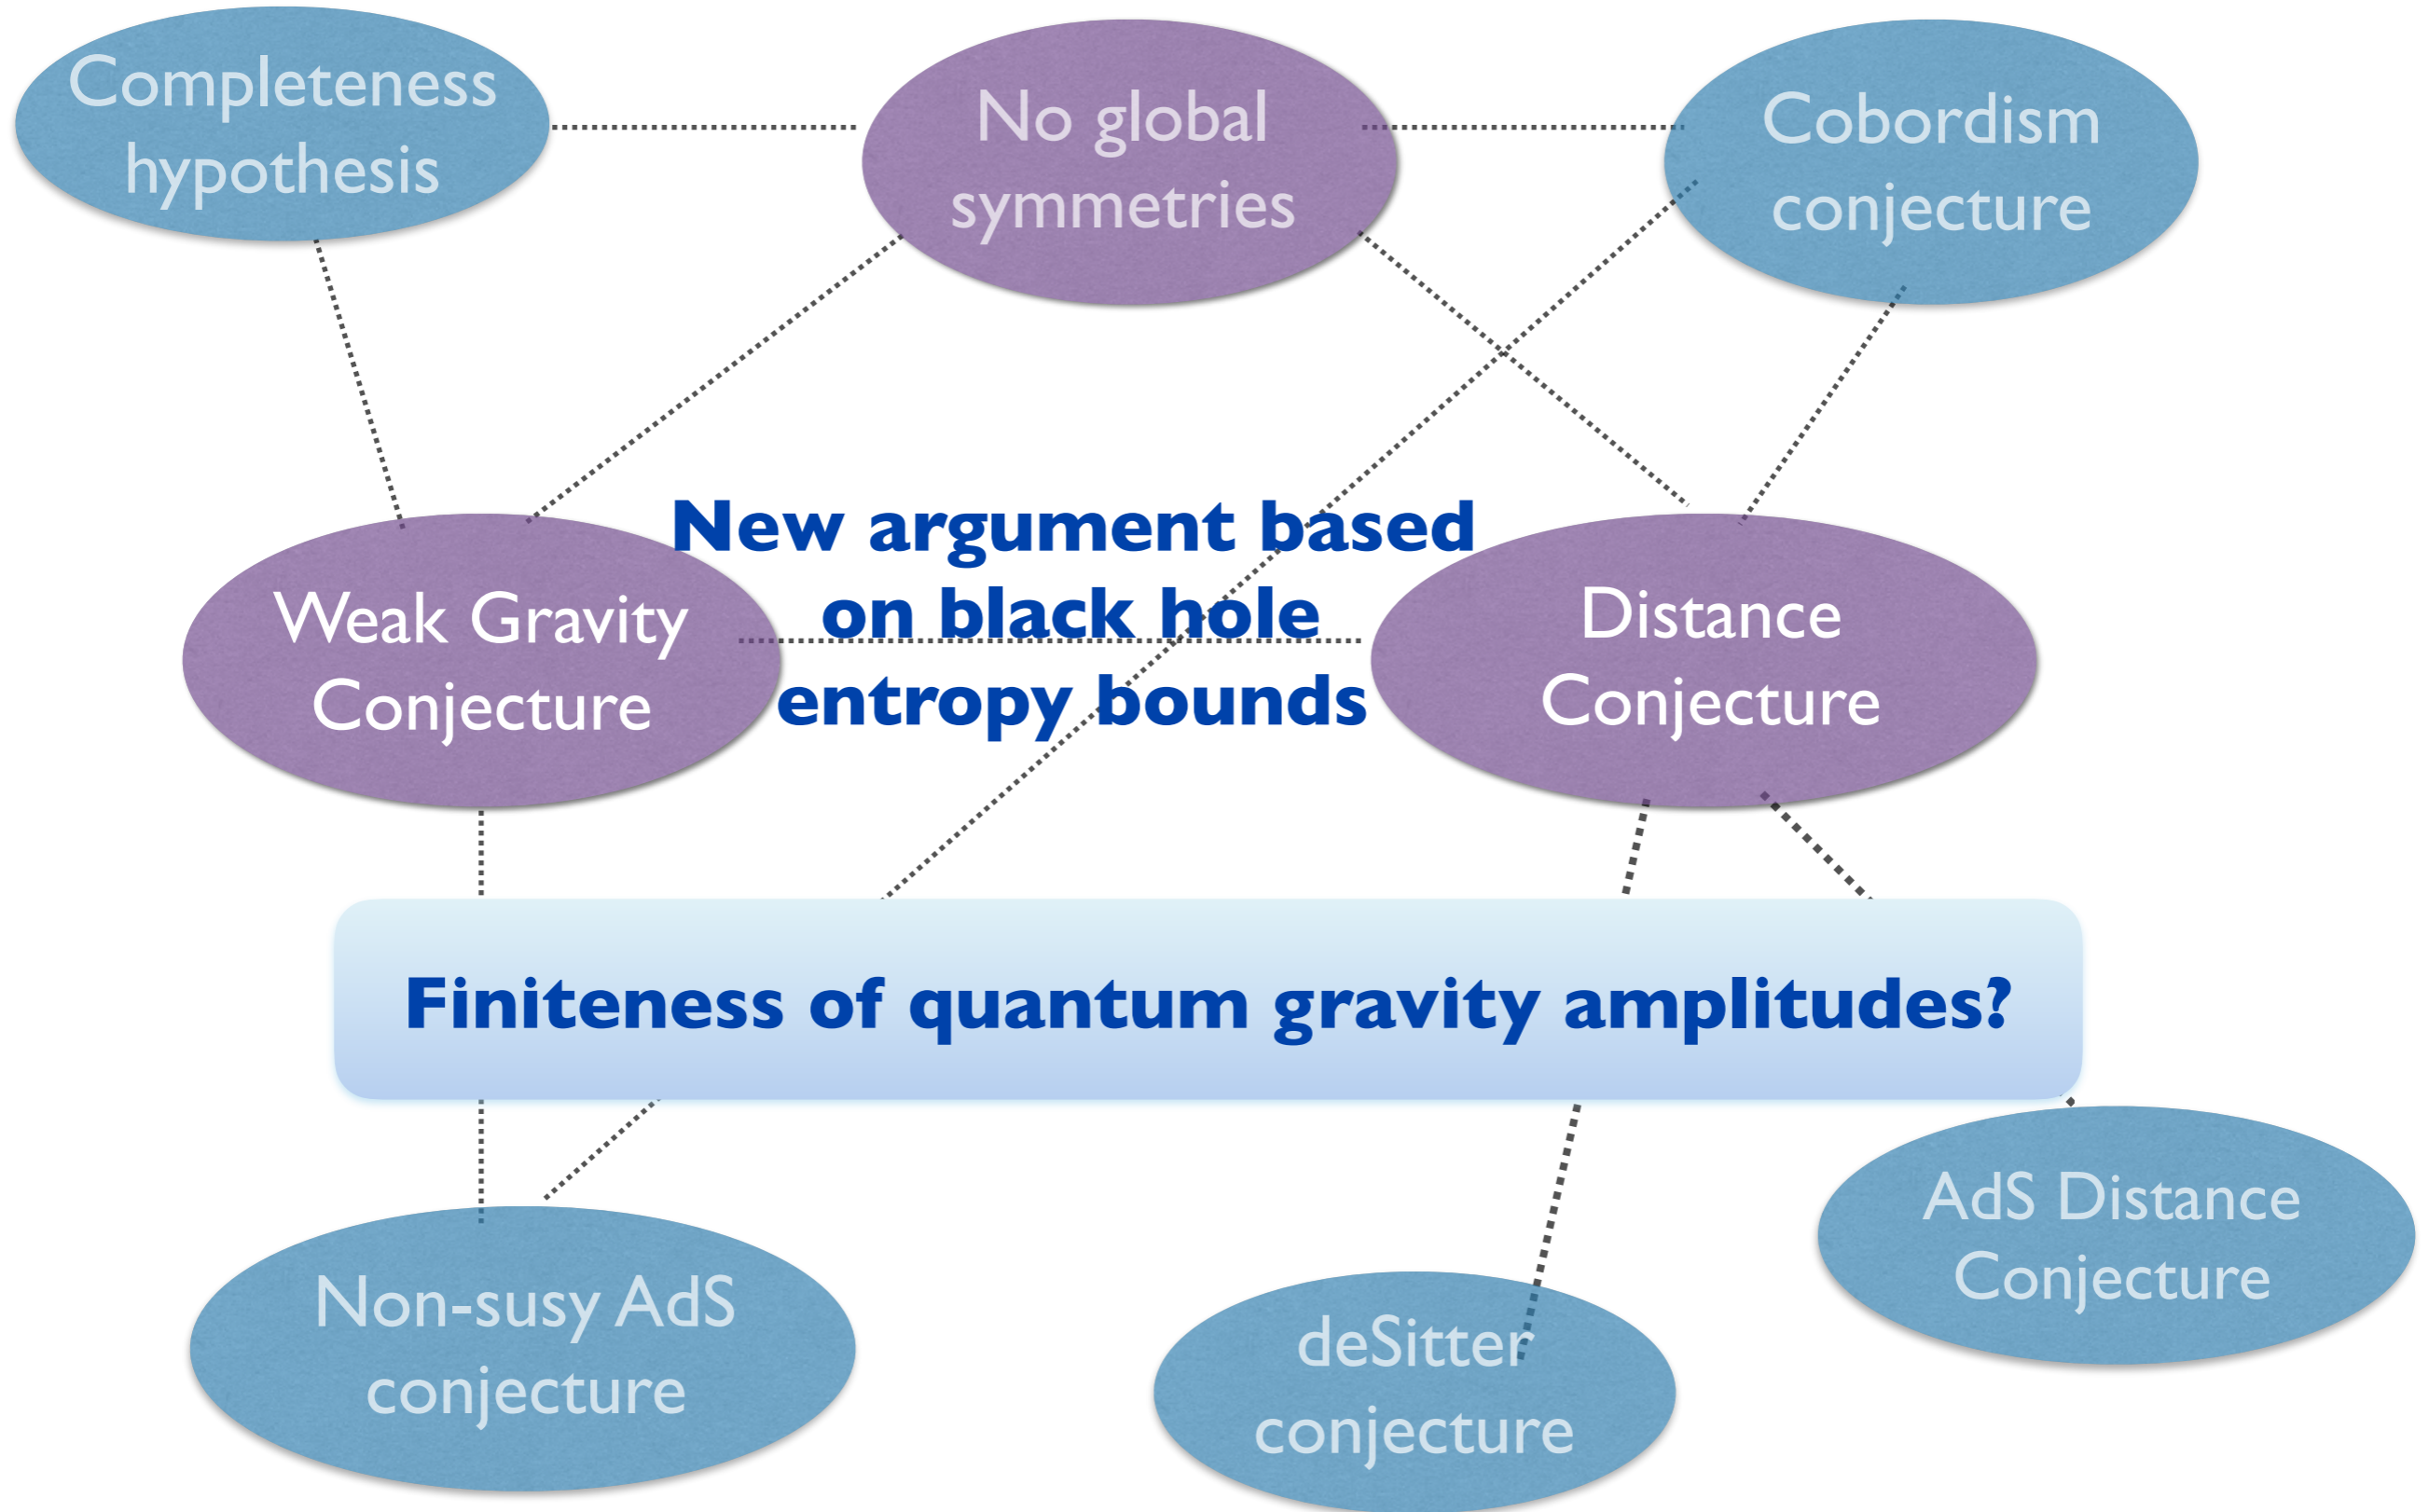 Completeness
hypothesis
No global
symmetries
Cobordism
conjecture
New argument based
on black hole
entropy bounds
Weak Gravity
Conjecture
Distance
Conjecture
Finiteness of quantum gravity amplitudes?
Non-susy AdS
conjecture
deSitter
conjecture
AdS Distance
Conjecture